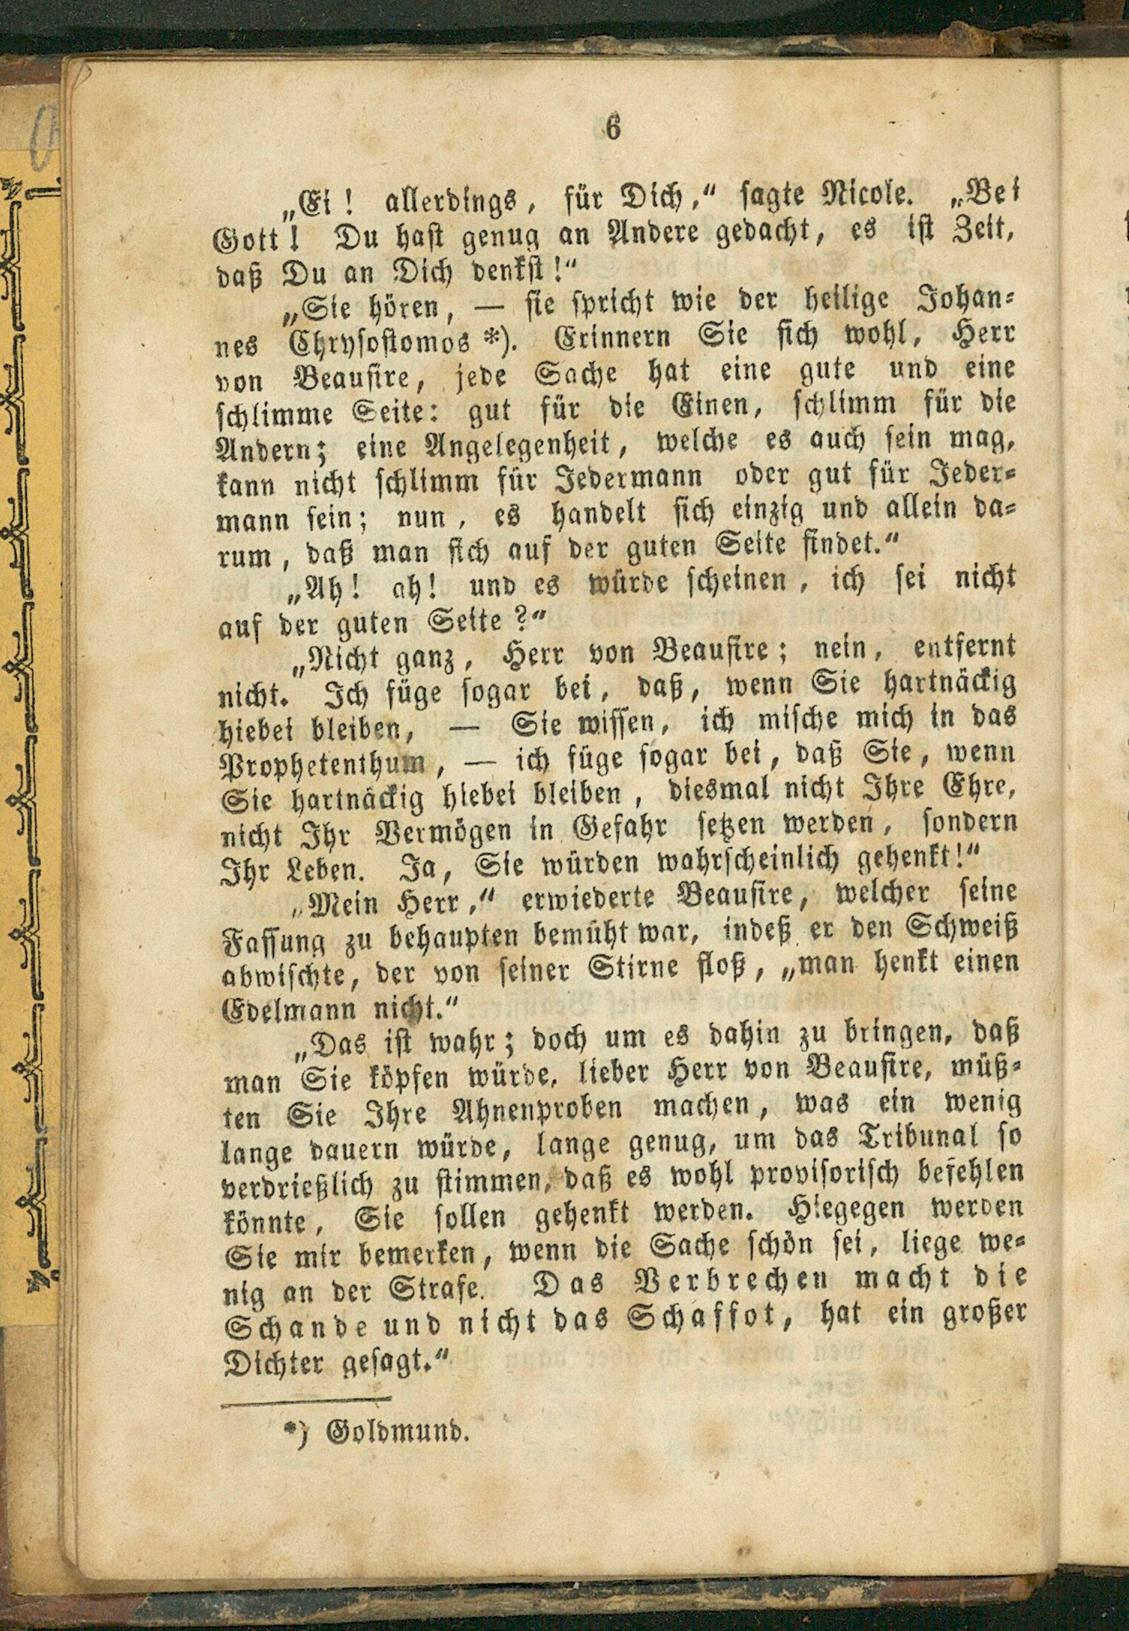 6
„Ei! allerdings, für Dich,“ sagte Nicole. „Bei
Gott! Du hast genug an Andere gedacht, es ist Zeit,
daß Du an Dich denkst!“
„Sie hören, — sie spricht wie der heilige Johan-
nes Chrysostomos *). Erinnern Sie sich wohl, Herr
von Beausire, jede Sache hat eine gute und eine
schlimme Seite: gut für die Einen, schlimm für die
Andern; eine Angelegenheit, welche es auch sein mag,
kann nicht schlimm für Jedermann oder gut für Jeder-
mann sein; nun, es handelt sich einzig und allein da-
rum, daß man sich auf der guten Seite findet.“
„Ah! ah! und es würde scheinen, ich sei nicht
auf der guten Seite?“
„Nicht ganz, Herr von Beausire; nein, entfernt
nicht. Ich füge sogar bei, daß, wenn Sie hartnäckig
hiebei bleiben, — Sie wissen, ich mische mich in das
Prophetenthum, — ich füge sogar bei, daß Sie, wenn
Sie hartnäckig hiebei bleiben, diesmal nicht Ihre Ehre,
nicht Ihr Vermögen in Gefahr setzen werden, sondern
Ihr Leben. Ja, Sie würden wahrscheinlich gehenkt!“
„Mein Herr,“ erwiederte Beausire, welcher seine
Fassung zu behaupten bemüht war, indeß er den Schweiß
abwischte, der von seiner Stirne floß, „man henkt einen
Edelmann nicht.“
„Das ist wahr; doch um es dahin zu bringen, daß
man Sie köpfen würde, lieber Herr von Beausire, müß-
ten Sie Ihre Ahnenproben machen, was ein wenig
lange dauern würde, lange genug, um das Tribunal so
verdrießlich zu stimmen, daß es wohl provisorisch befehlen
könnte, Sie sollen gehenkt werden. Hiegegen werden
Sie mir bemerken, wenn die Sache schön sei, liege we-
nig an der Strafe. Das Verbrechen macht die
Schande und nicht das Schaffot, hat ein großer
Dichter gesagt.“
*) Goldmund.